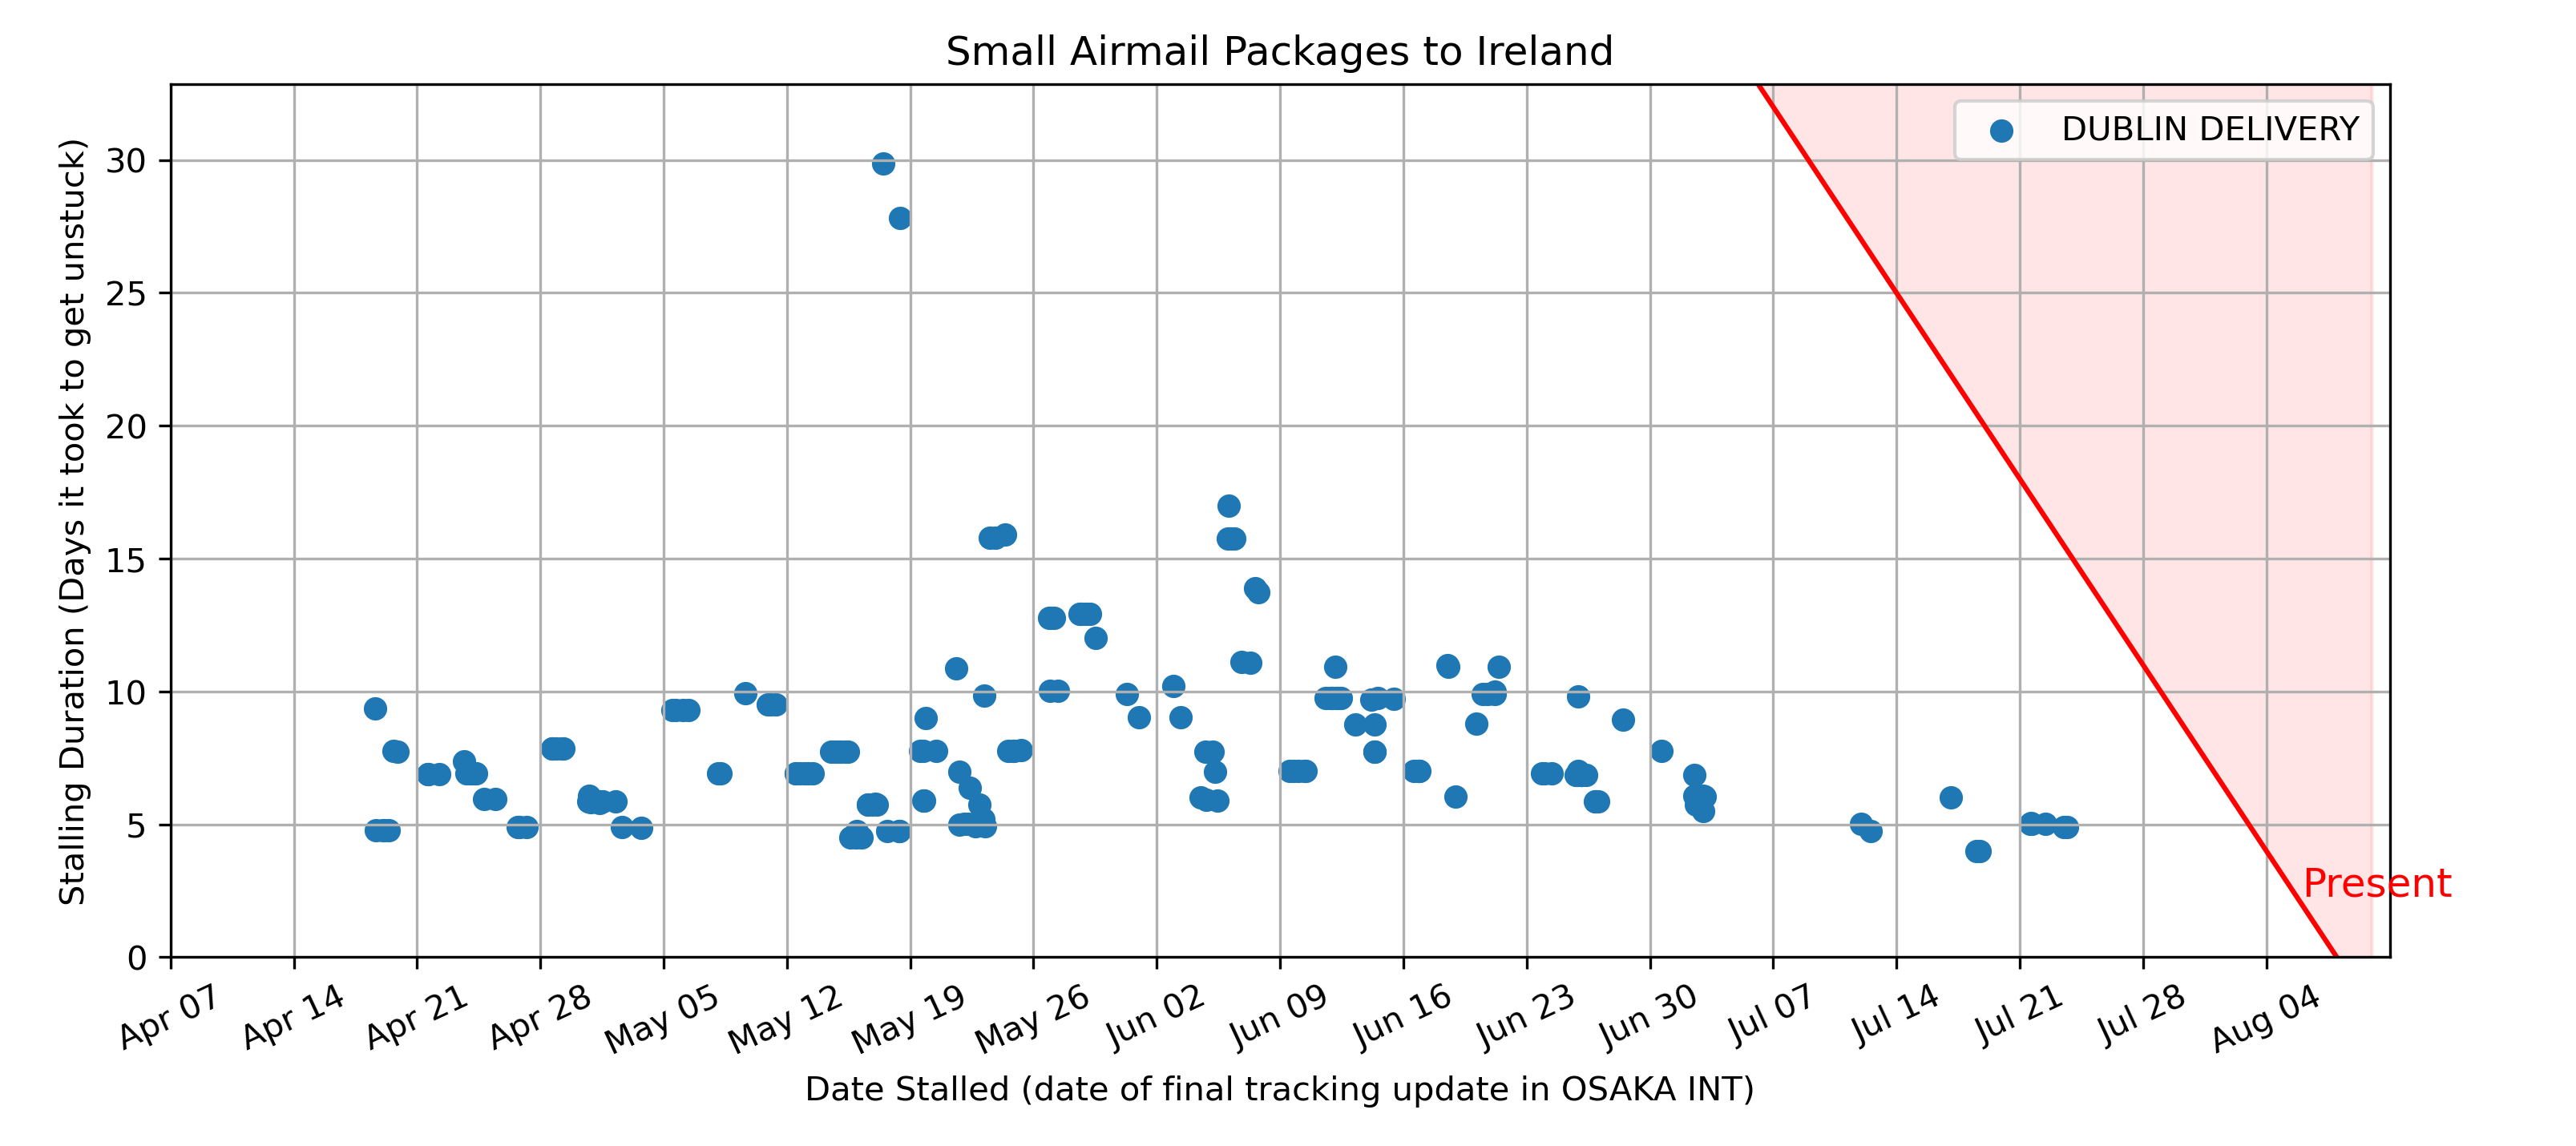 Small Airmail Packages to Ireland
DUBLIN DELIVERY
Stalling Duration (Days it took to get unstuck)
30
25
20
15
10
5
0
Present
Apr 07
Apr 14
Apr 21
Apr 28
May 05
May 12
May 19
May 26
Jun 02
Jun 09
Jun 16
Jun 23
Jun 30
Jul 07
Jul 14
Jul 21
Jul 28
Aug 04
Date Stalled (date of final tracking update in OSAKA INT)